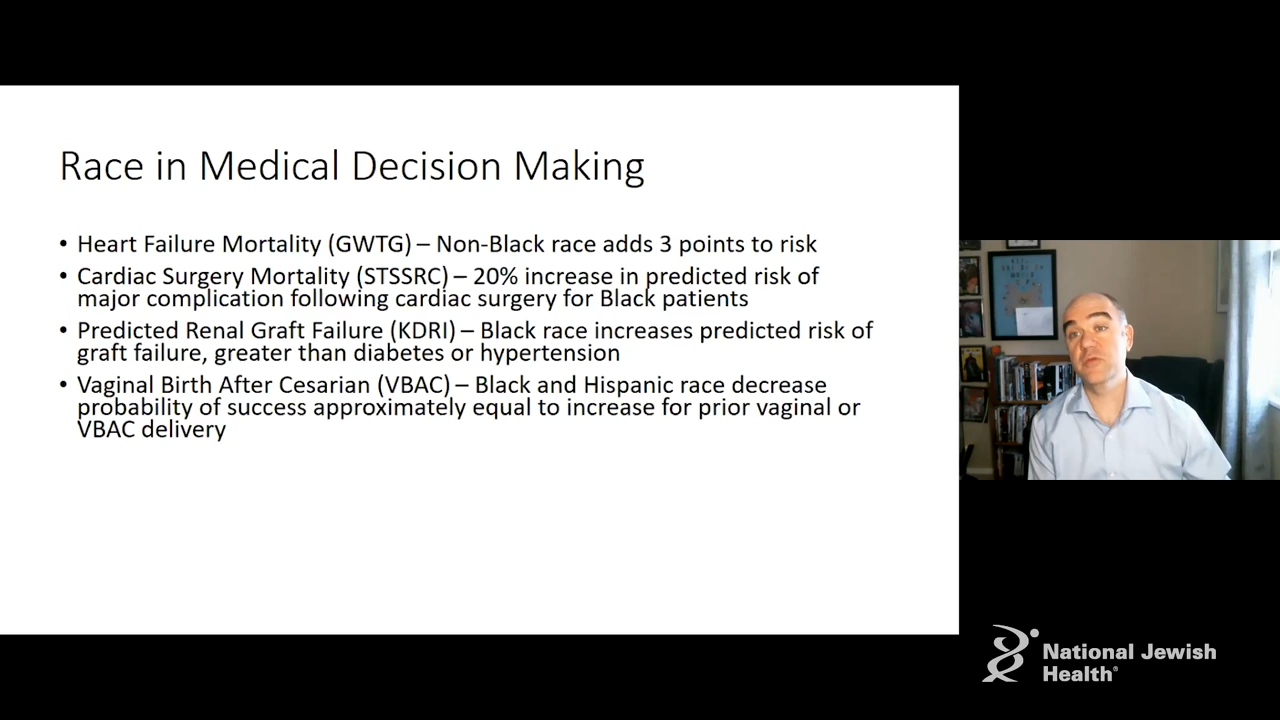 Race in Medical Decision Making
• Heart Failure Mortality (GWTG) – Non-Black race adds 3 points to risk
• Cardiac Surgery Mortality (STSSRC) – 20% increase in predicted risk of
major complication following cardiac surgery for Black patients
• Predicted Renal Graft Failure (KDRI) – Black race increases predicted risk of
graft failure, greater than diabetes or hypertension
• Vaginal Birth After Cesarian (VBAC) – Black and Hispanic race decrease
probability of success approximately equal to increase for prior vaginal or
VBAC delivery
National Jewish
Health®